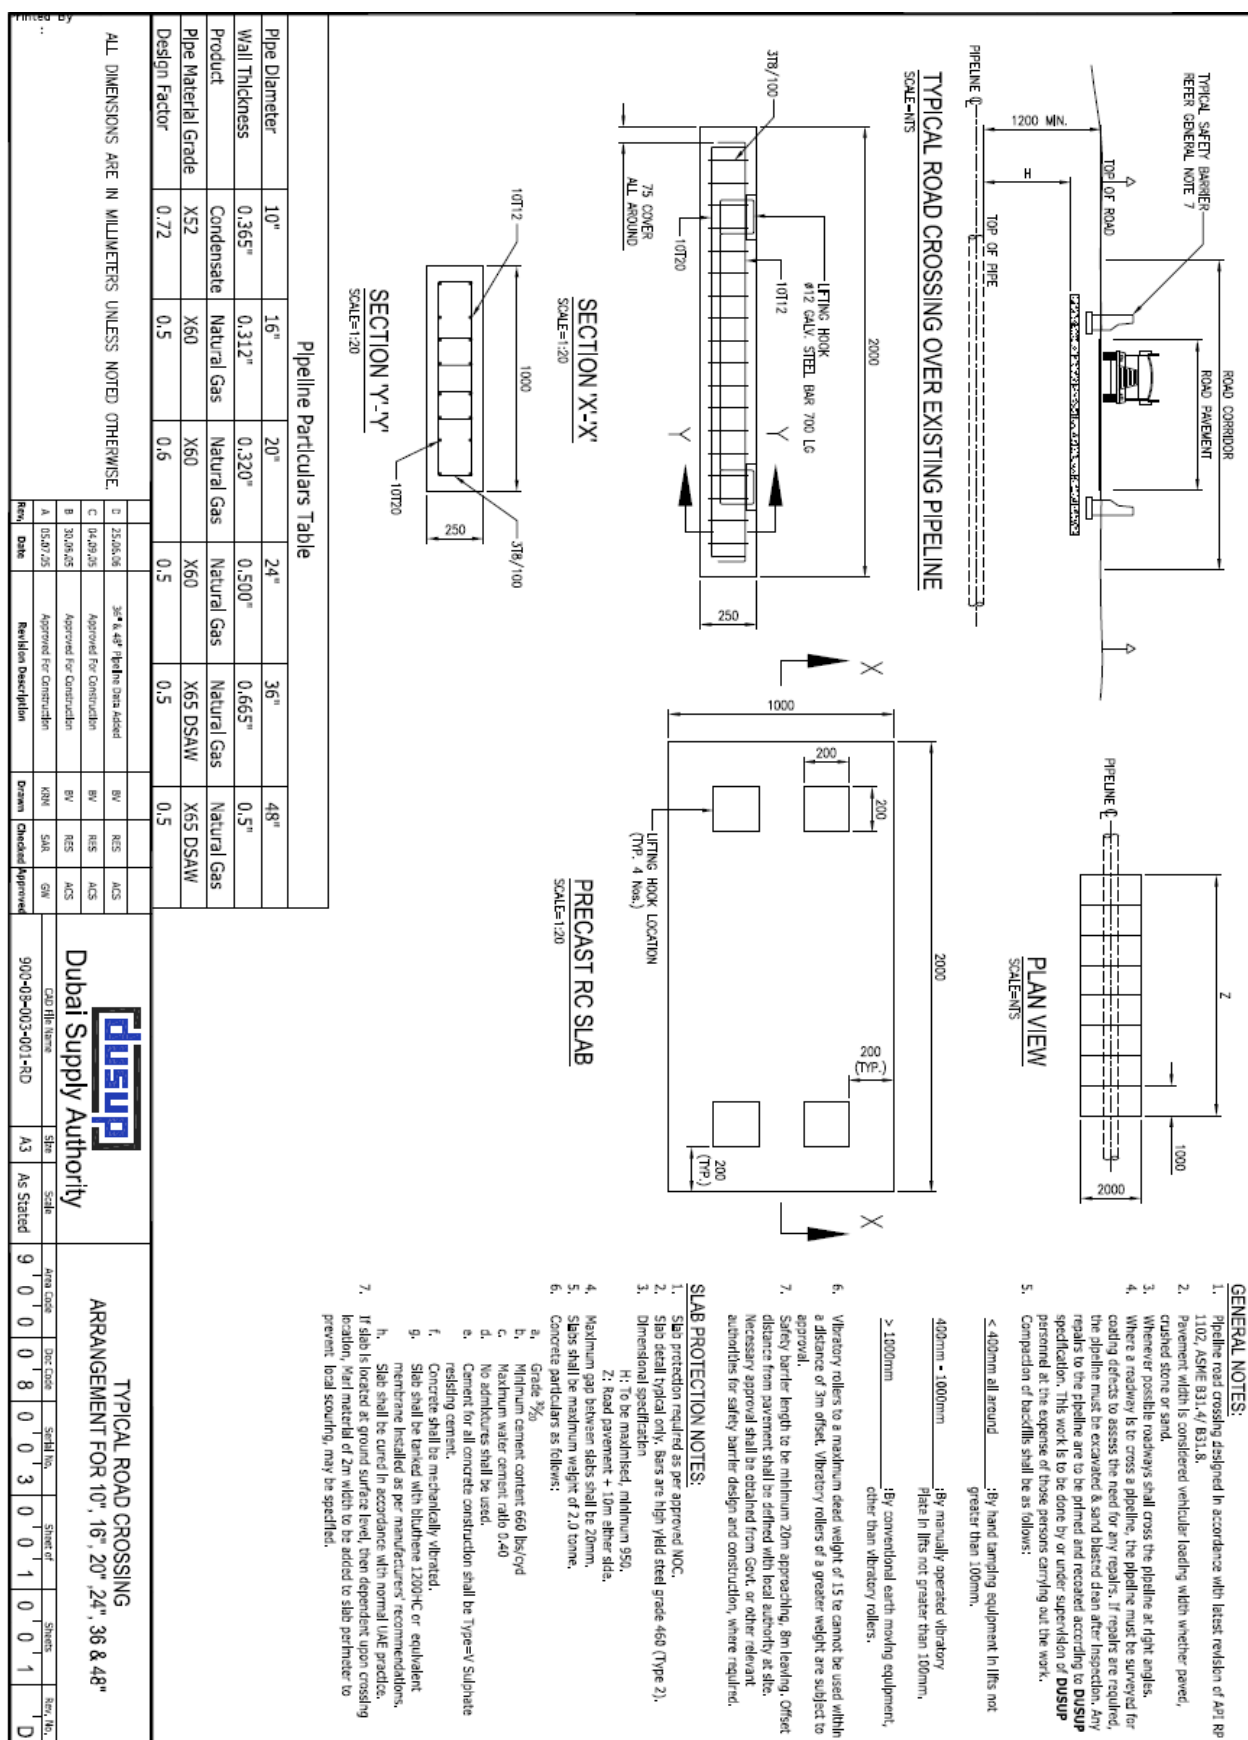 Printed By
TYPICAL SAFETY BARRIER
REFER GENERAL NOTE 7
ROAD CORRIDOR
ROAD PAVEMENT
TOP OF ROAD
1200 MIN.
H
TOP OF PIPE
PIPELINE ℄
TYPICAL ROAD CROSSING OVER EXISTING PIPELINE
SCALE=NTS
Z
1000
2000
PIPELINE ℄
PLAN VIEW
SCALE=NTS
2000
3T8/100
LIFTING HOOK
ø12 GALV. STEEL BAR 700 LG
10T12
10T20
75 COVER
ALL AROUND
Y
Y
250
SECTION 'X'-'X'
SCALE=1:20
1000
10T12
3T8/100
10T20
250
SECTION 'Y'-'Y'
SCALE=1:20
X
X
2000
1000
200
200
200
(TYP.)
200
(TYP.)
LIFTING HOOK LOCATION
(TYP. 4 Nos.)
PRECAST RC SLAB
SCALE=1:20
GENERAL NOTES:
1. Pipeline road crossing designed in accordance with latest revision of API RP
1102, ASME B31.4/ B31.8.
2. Pavement width is considered vehicular loading width whether paved,
crushed stone or sand.
3. Whenever possible roadways shall cross the pipeline at right angles.
4. Where a roadway is to cross a pipeline, the pipeline must be surveyed for
coating defects to assess the need for any repairs. If repairs are required,
the pipeline must be excavated & sand blasted clean after inspection. Any
repairs to the pipeline are to be primed and recoated according to DUSUP
specification. This work is to be done by or under supervision of DUSUP
personnel at the expense of those persons carrying out the work.
5. Compaction of backfills shall be as follows:
< 400mm all around :By hand tamping equipment in lifts not
greater than 100mm.
400mm - 1000mm :By manually operated vibratory
Plate in lifts not greater than 100mm.
> 1000mm :By conventional earth moving equipment,
other than vibratory rollers.
6. Vibratory rollers to a maximum dead weight of 15 te cannot be used within
a distance of 3m offset. Vibratory rollers of a greater weight are subject to
approval.
7. Safety barrier length to be minimum 20m approaching, 8m leaving. Offset
distance from pavement shall be defined with local authority at site.
Necessary approval shall be obtained from Govt. or other relevant
authorities for safety barrier design and construction, where required.
SLAB PROTECTION NOTES:
1. Slab protection required as per approved NOC.
2. Slab detail typical only. Bars are high yield steel grade 460 (Type 2).
3. Dimensional specification
H: To be maximised, minimum 950.
Z: Road pavement + 10m either side.
4. Maximum gap between slabs shall be 20mm.
5. Slabs shall be maximum weight of 2.0 tonne.
6. Concrete particulars as follows:
a. Grade 30/20
b. Minimum cement content 660 lbs/cyd
c. Maximum water cement ratio 0.40
d. No admixtures shall be used.
e. Cement for all concrete construction shall be Type=V Sulphate
resisting cement.
f. Concrete shall be mechanically vibrated.
g. Slab shall be tanked with bituthene 1200HC or equivalent
membrane installed as per manufacturers' recommendations.
h. Slab shall be cured in accordance with normal UAE practice.
7. If slab is located at ground surface level, then dependent upon crossing
location, Marl material of 2m width to be added to slab perimeter to
prevent local scouring, may be specified.
Pipeline Particulars Table
Pipe Diameter 10" 16" 20" 24" 36" 48"
Wall Thickness 0.365" 0.312" 0.320" 0.500" 0.665" 0.5"
Product Condensate Natural Gas Natural Gas Natural Gas Natural Gas Natural Gas
Pipe Material Grade X52 X60 X60 X60 X65 DSAW X65 DSAW
Design Factor 0.72 0.5 0.6 0.5 0.5 0.5
ALL DIMENSIONS ARE IN MILLIMETERS UNLESS NOTED OTHERWISE.
D 25.06.06 36" & 48" Pipeline Data Added BV RES ACS
C 04.09.05 Approved For Construction BV RES ACS
B 30.08.05 Approved For Construction BV RES ACS
A 05.07.05 Approved For Construction KRM SAR GW
Rev. Date Revision Description Drawn Checked Approved
dusup
Dubai Supply Authority
CAD File Name Size Scale
900-08-003-001-RD A3 As Stated
TYPICAL ROAD CROSSING
ARRANGEMENT FOR 10", 16", 20" ,24", 36 & 48"
Area Code Doc Code Serial No. Sheet of Sheets Rev. No.
9 0 0 0 8 0 0 3 0 0 1 0 0 1 D